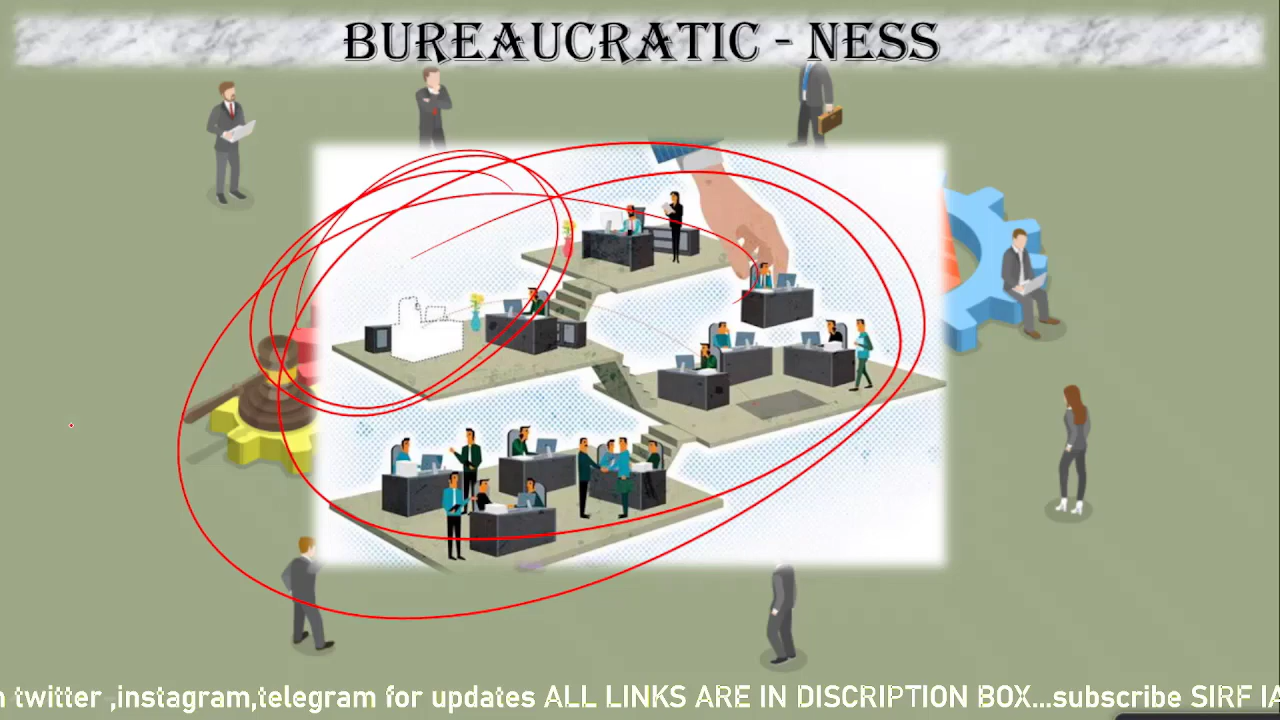 BUREAUCRATIC - NESS
twitter ,instagram,telegram for updates ALL LINKS ARE IN DISCRIPTION BOX...subscribe SIRF